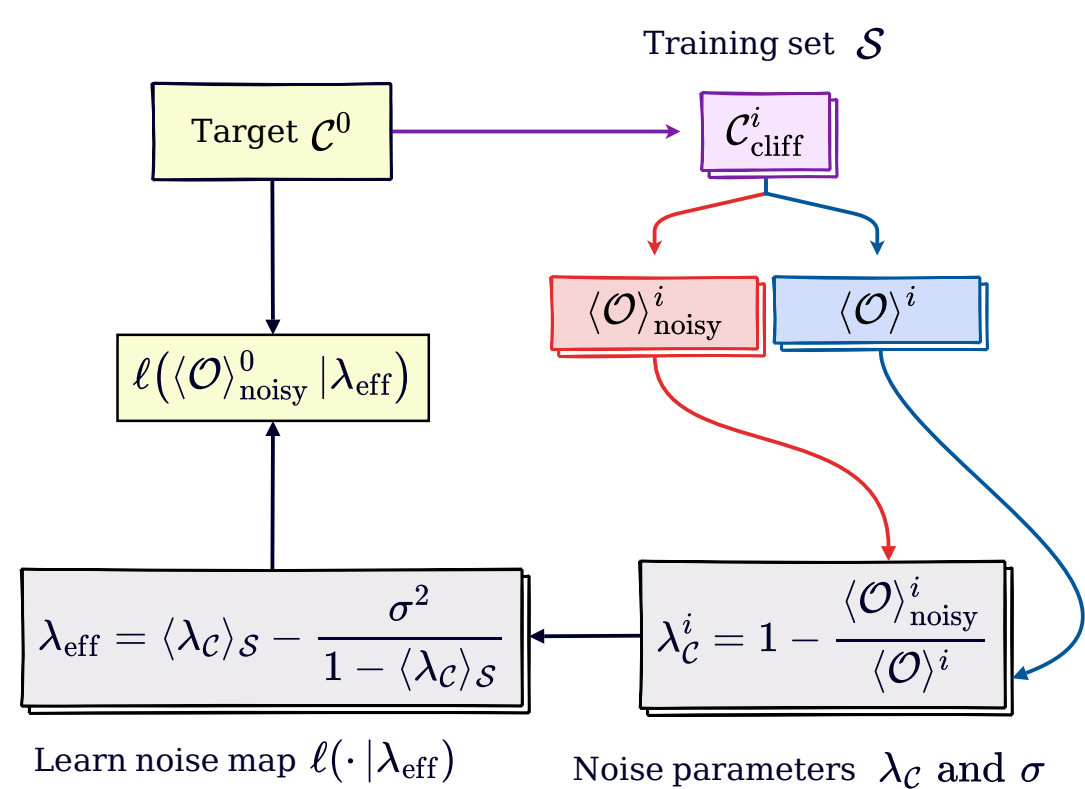 Training set 𝒮
Target 𝒞⁰
𝒞ⁱ_cliff
⟨𝒪⟩ⁱ_noisy
⟨𝒪⟩ⁱ
ℓ(⟨𝒪⟩⁰_noisy |λ_eff)
λ_eff = ⟨λ_𝒞⟩_𝒮 − σ² / (1 − ⟨λ_𝒞⟩_𝒮)
λⁱ_𝒞 = 1 − ⟨𝒪⟩ⁱ_noisy / ⟨𝒪⟩ⁱ
Learn noise map ℓ(· |λ_eff)
Noise parameters λ_𝒞 and σ